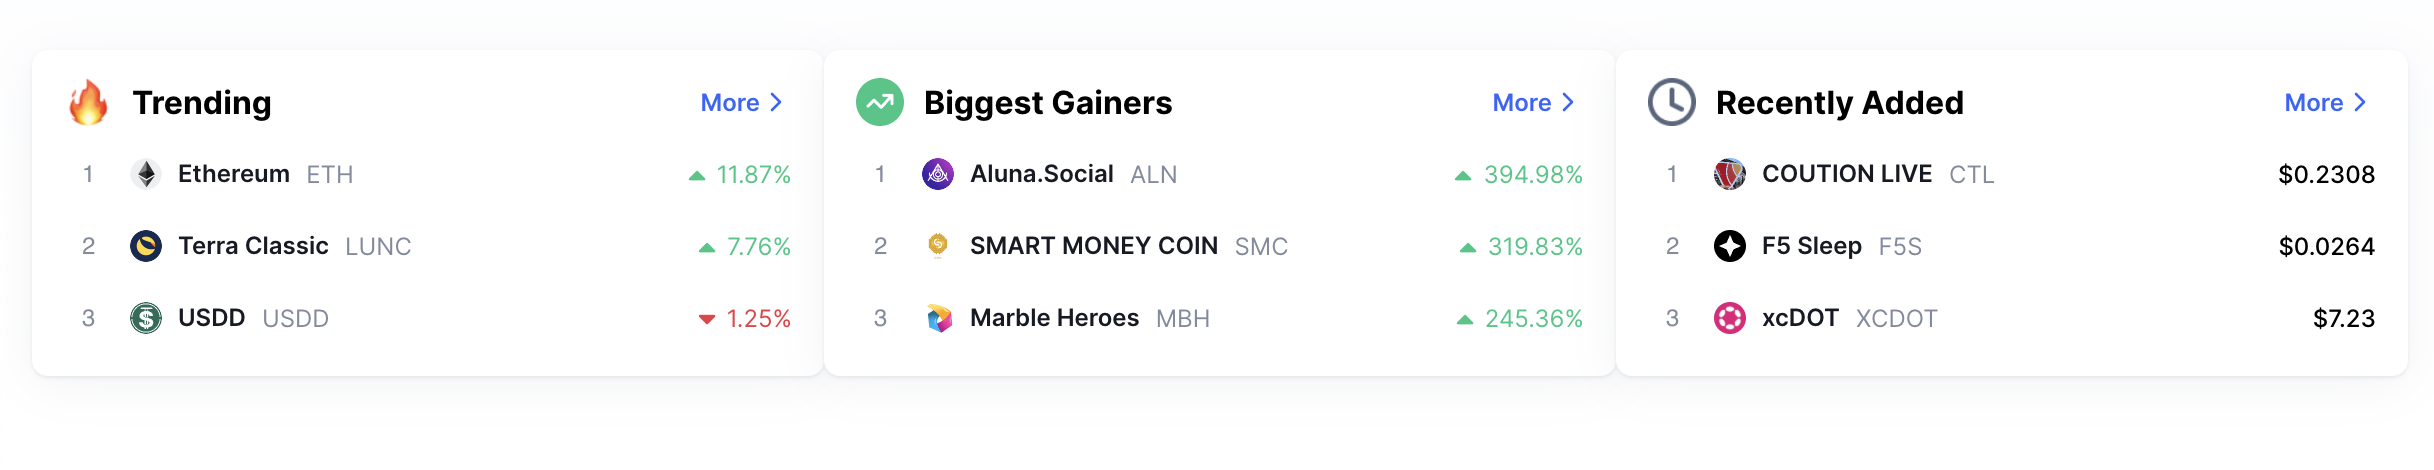 Trending More
1 Ethereum ETH 11.87%
2 Terra Classic LUNC 7.76%
3 USDD USDD 1.25%
Biggest Gainers More
1 Aluna.Social ALN 394.98%
2 SMART MONEY COIN SMC 319.83%
3 Marble Heroes MBH 245.36%
Recently Added More
1 COUTION LIVE CTL $0.2308
2 F5 Sleep F5S $0.0264
3 xcDOT XCDOT $7.23